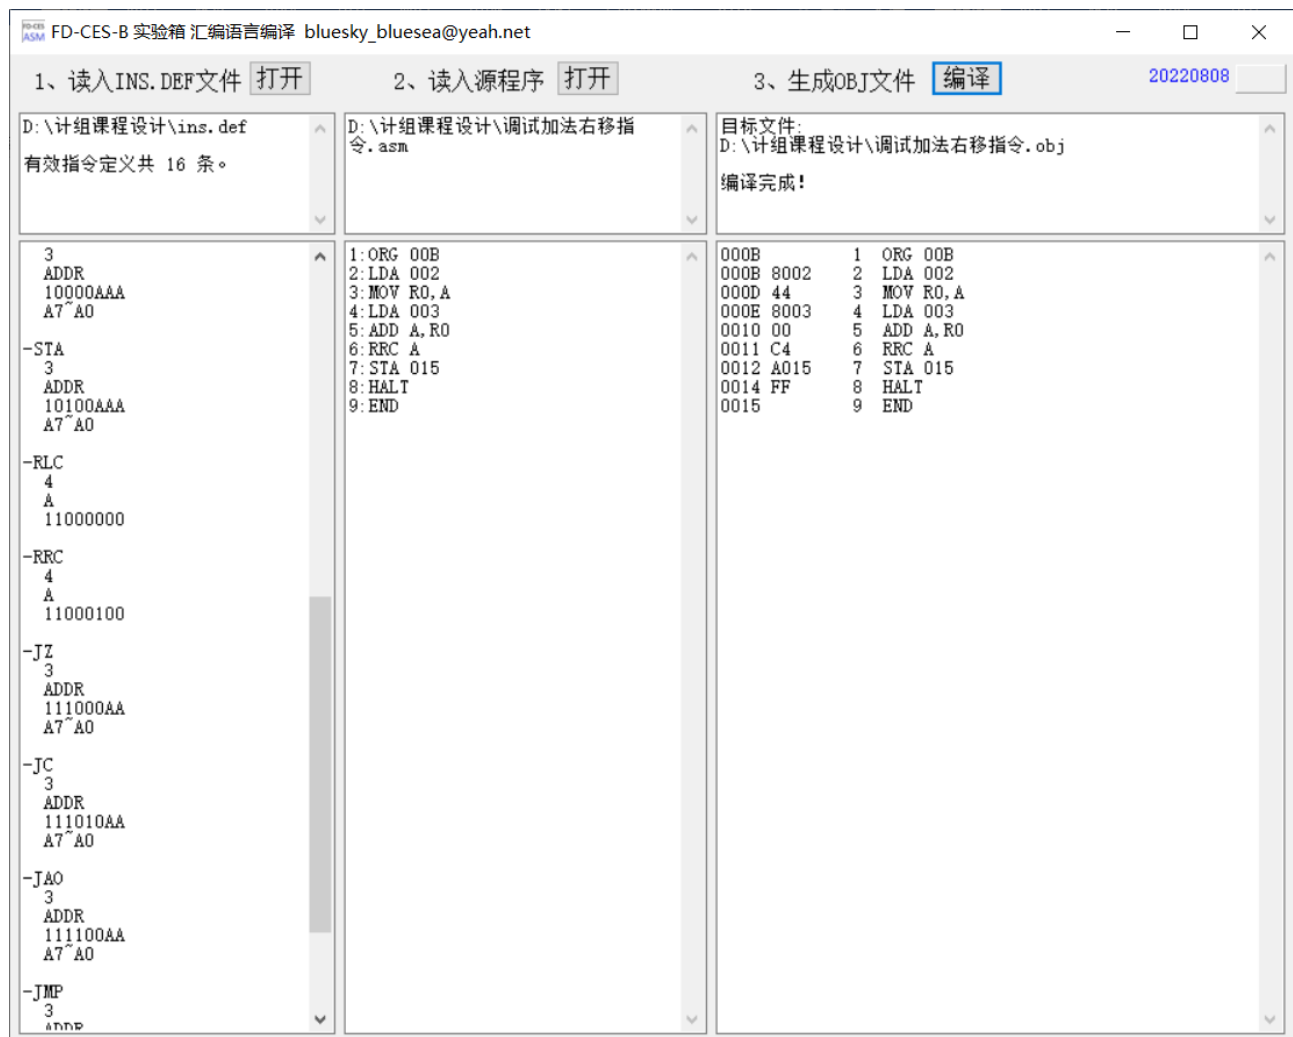 FD-CES ASM FD-CES-B 实验箱 汇编语言编译 bluesky_bluesea@yeah.net
1、读入INS.DEF文件 打开 2、读入源程序 打开 3、生成OBJ文件 编译 20220808
D:\计组课程设计\ins.def
有效指令定义共 16 条。
D:\计组课程设计\调试加法右移指
令.asm
目标文件:
D:\计组课程设计\调试加法右移指令.obj
编译完成!
3
ADDR
10000AAA
A7~A0
-STA
3
ADDR
10100AAA
A7~A0
-RLC
4
A
11000000
-RRC
4
A
11000100
-JZ
3
ADDR
111000AA
A7~A0
-JC
3
ADDR
111010AA
A7~A0
-JAO
3
ADDR
111100AA
A7~A0
-JMP
3
ADDR
1:ORG 00B
2:LDA 002
3:MOV R0,A
4:LDA 003
5:ADD A,R0
6:RRC A
7:STA 015
8:HALT
9:END
000B 1 ORG 00B
000B 8002 2 LDA 002
000D 44 3 MOV R0,A
000E 8003 4 LDA 003
0010 00 5 ADD A,R0
0011 C4 6 RRC A
0012 A015 7 STA 015
0014 FF 8 HALT
0015 9 END